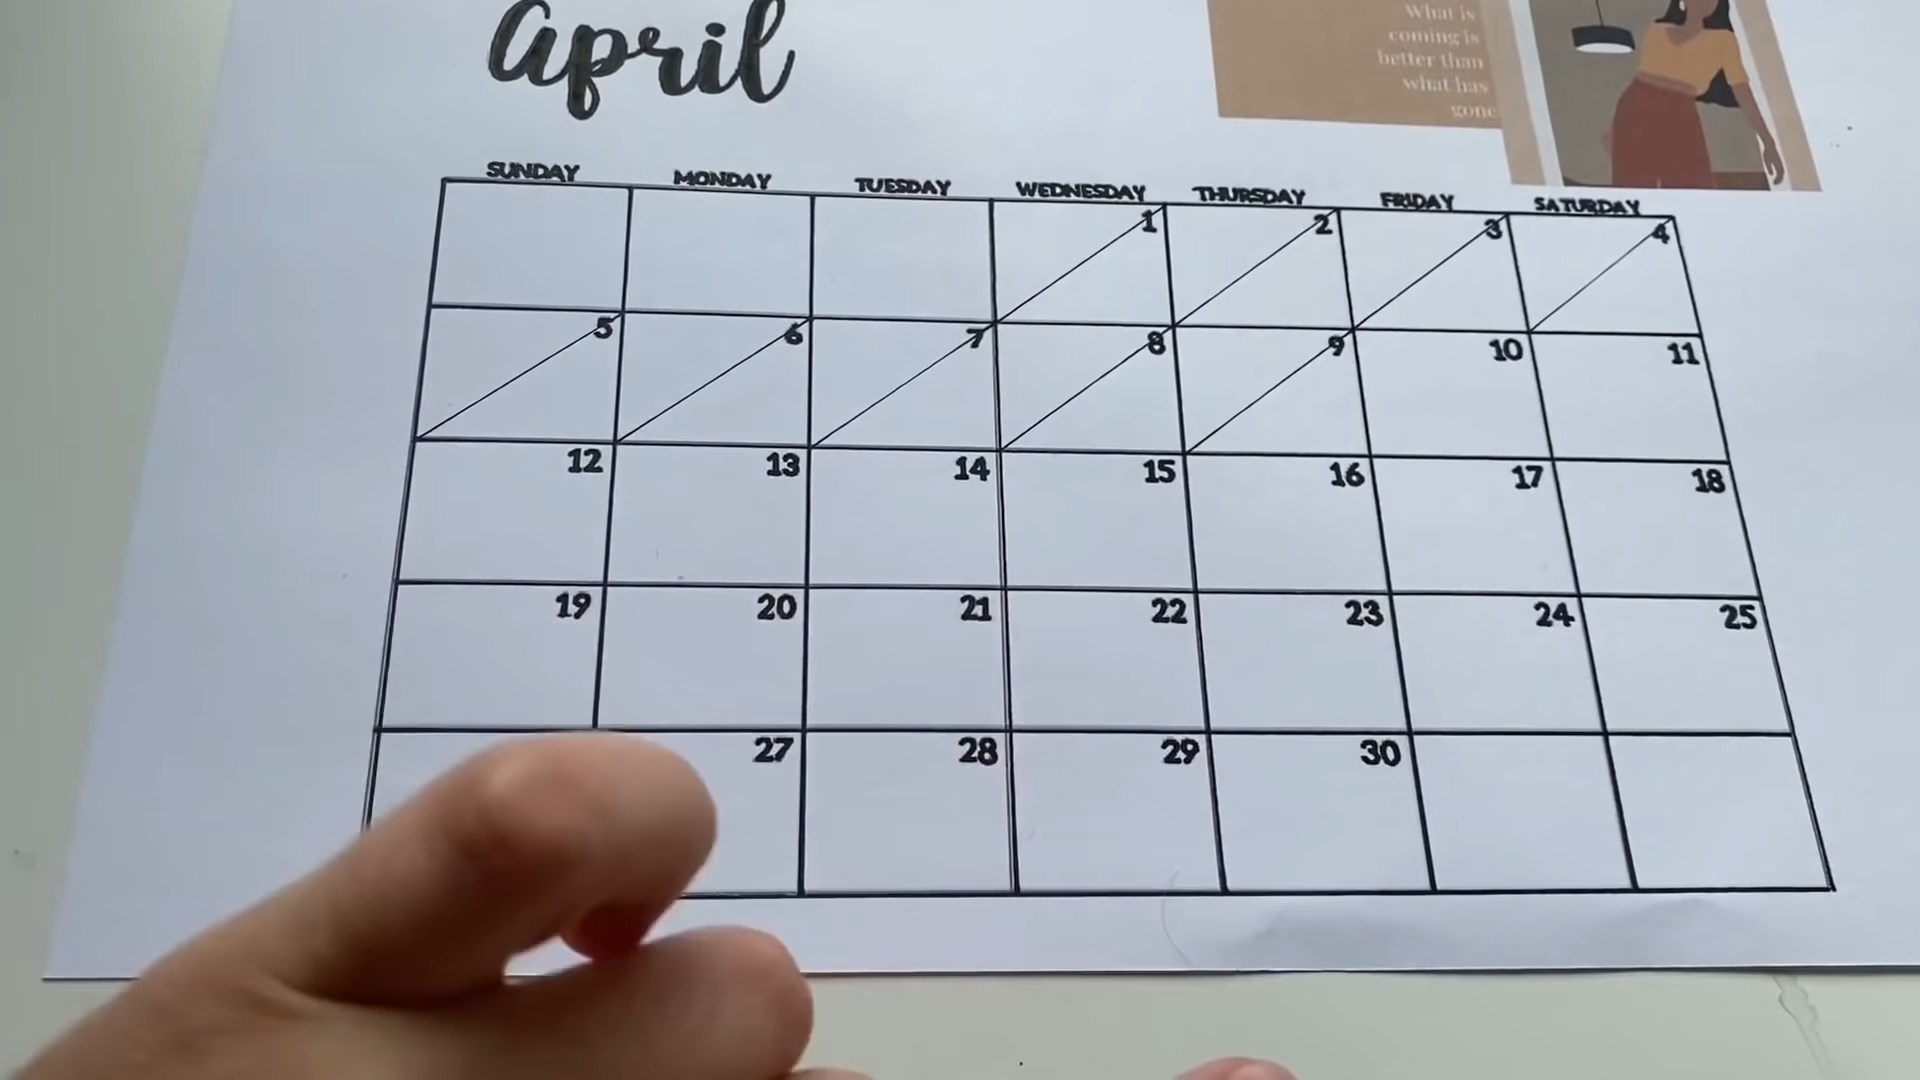 april
What is
coming is
better than
what has
gone
SUNDAY MONDAY TUESDAY WEDNESDAY THURSDAY FRIDAY SATURDAY
1 2 3 4
5 6 7 8 9 10 11
12 13 14 15 16 17 18
19 20 21 22 23 24 25
27 28 29 30